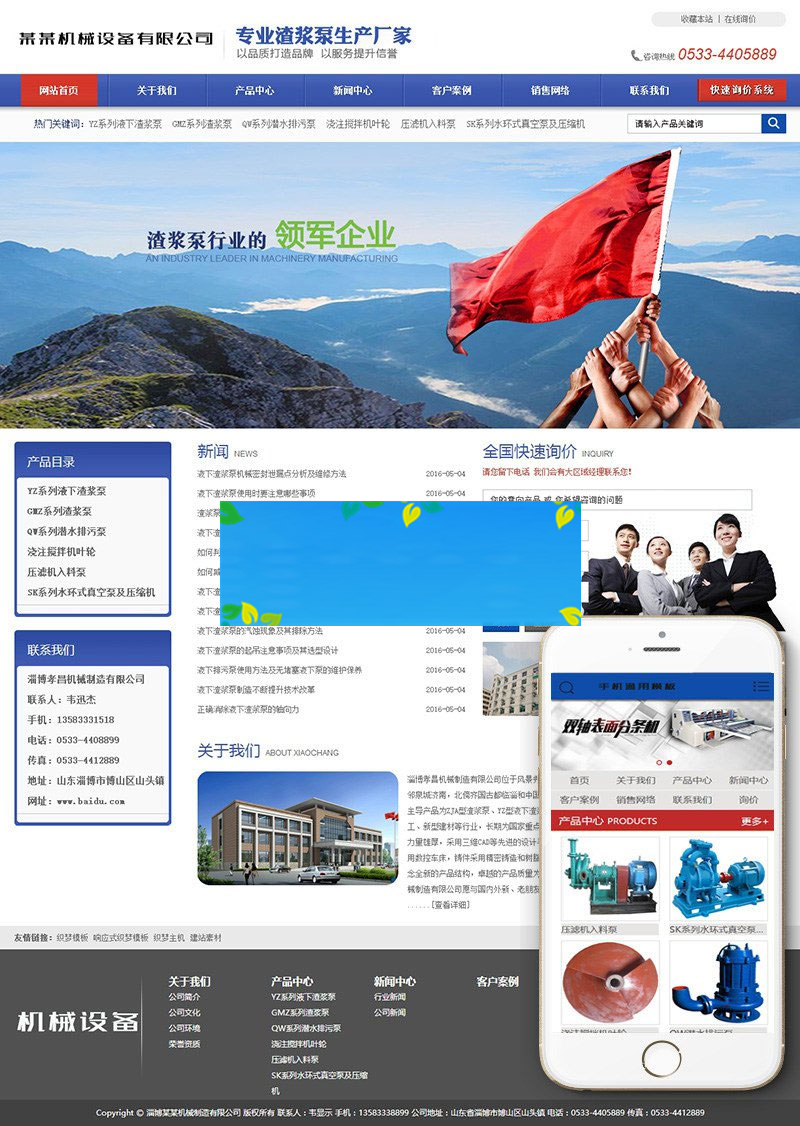 收藏本站 | 在线询价
某某机械设备有限公司
专业渣浆泵生产厂家
以品质打造品牌 以服务提升信誉
咨询热线 0533-4405889
网站首页 关于我们 产品中心 新闻中心 客户案例 销售网络 联系我们 快速询价系统
热门关键词：YZ系列液下渣浆泵 GMZ系列渣浆泵 QW系列潜水排污泵 浇注搅拌机叶轮 压滤机入料泵 SK系列水环式真空泵及压缩机
请输入产品关键词
渣浆泵行业的 领军企业
AN INDUSTRY LEADER IN MACHINERY MANUFACTURING
产品目录
YZ系列液下渣浆泵
GMZ系列渣浆泵
QW系列潜水排污泵
浇注搅拌机叶轮
压滤机入料泵
SK系列水环式真空泵及压缩机
联系我们
淄博孝昌机械制造有限公司
联系人：韦迅杰
手机：13583331518
电话：0533-4408899
传真：0533-4412889
地址：山东淄博市博山区山头镇
网址：www.baidu.com
新闻 NEWS
液下渣浆泵机械密封泄漏点分析及维修方法 2016-05-04
液下渣浆泵使用时要注意哪些事项 2016-05-04
渣浆
液下
如何
如何
液下
液下
液下渣浆泵的汽蚀现象及其排除方法 2016-05-04
液下渣浆泵的起吊注意事项及其选型设计 2016-05-04
液下排污泵使用方法及无堵塞液下泵的维护保养 2016-05-04
液下渣浆泵制造不断提升技术改革 2016-05-04
正确消除液下渣浆泵的轴向力 2016-05-04
全国快速询价 INQUIRY
请您留下电话 我们会有大区域经理联系您！
您的意向产品 或 您希望咨询的问题
关于我们 ABOUT XIAOCHANG
淄博孝昌机械制造有限公司位于风景
邻泉城济南，北傍齐国古都临淄和中国
主导产品为ZJA型渣浆泵、YZ型液下渣
工、新型建材等行业，长期为国家重点
力量雄厚，采用三维CAD等先进的设计
用数控车床，铸件采用精密铸造和树脂
念全新的产品结构，卓越的产品质量为
械制造有限公司愿与国内外新、老朋友
.......[查看详细]
手机通用模板
双轴表面分条机
首页 关于我们 产品中心 新闻中心
客户案例 销售网络 联系我们 询价
产品中心 PRODUCTS 更多+
压滤机入料泵 SK系列水环式真空泵...
浇注搅拌机叶轮 QW潜水排污泵
友情链接：织梦模板 响应式织梦模板 织梦主机 建站素材
机械设备
关于我们
公司简介
公司文化
公司环境
荣誉资质
产品中心
YZ系列液下渣浆泵
GMZ系列渣浆泵
QW系列潜水排污泵
浇注搅拌机叶轮
压滤机入料泵
SK系列水环式真空泵及压缩
机
新闻中心
行业新闻
公司新闻
客户案例
Copyright © 淄博某某机械制造有限公司 版权所有 联系人：韦显示 手机：13583338899 公司地址：山东省淄博市博山区山头镇 电话：0533-4405889 传真：0533-4412889